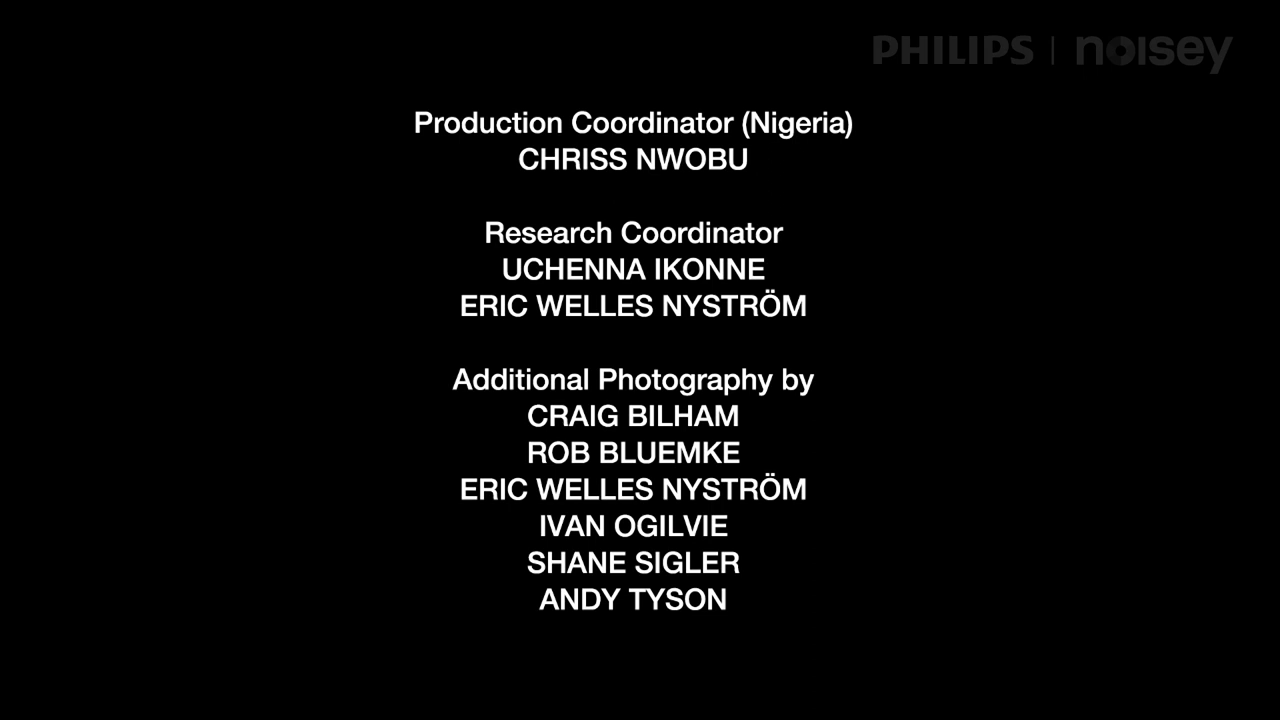 PHILIPS | noisey
Production Coordinator (Nigeria)
CHRISS NWOBU
Research Coordinator
UCHENNA IKONNE
ERIC WELLES NYSTRÖM
Additional Photography by
CRAIG BILHAM
ROB BLUEMKE
ERIC WELLES NYSTRÖM
IVAN OGILVIE
SHANE SIGLER
ANDY TYSON